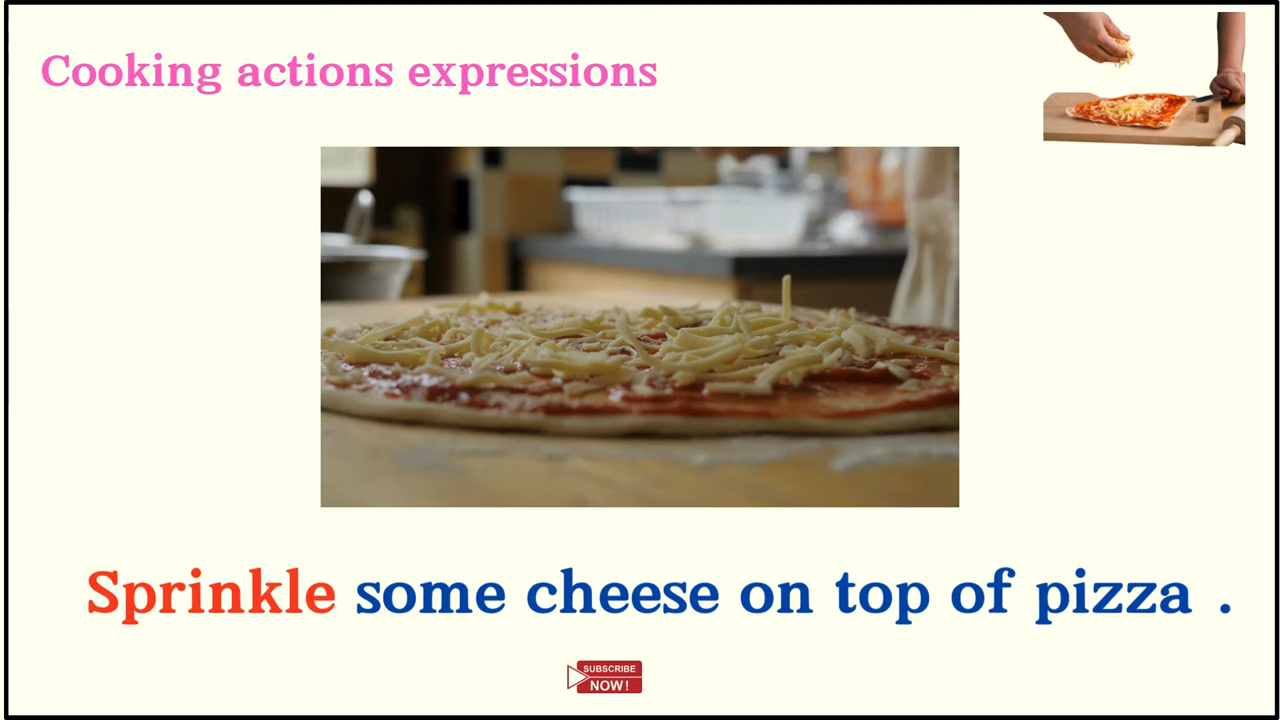 Cooking actions expressions
Sprinkle some cheese on top of pizza .
SUBSCRIBE
NOW!